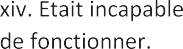 xiv. Etait incapable
de fonctionner.